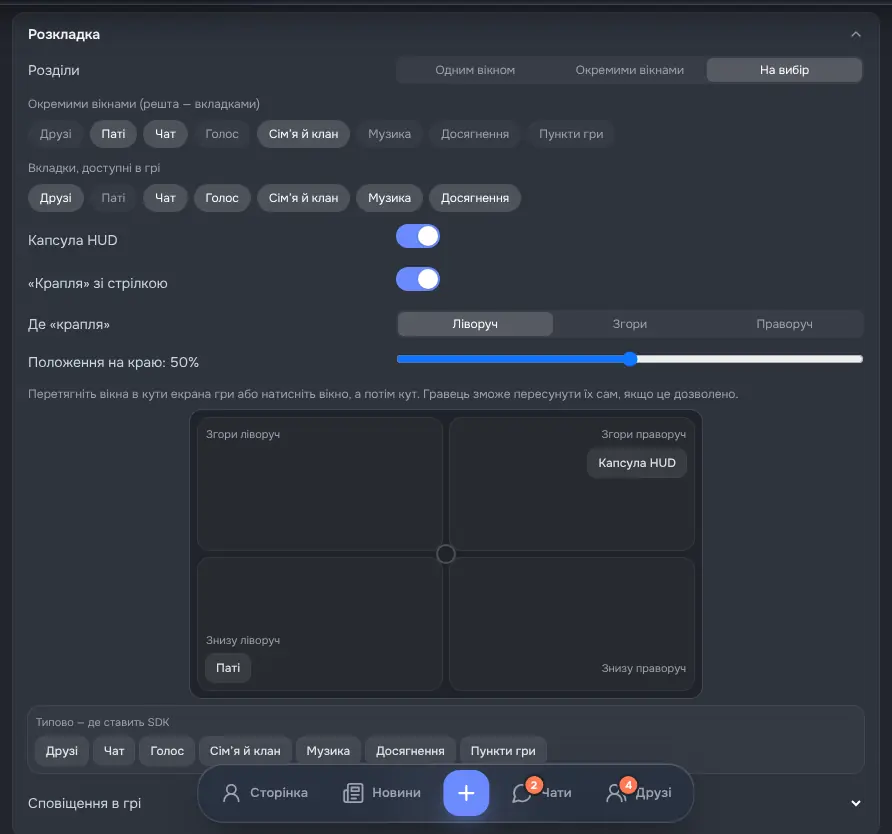 Розкладка
Розділи
Одним вікном Окремими вікнами На вибір
Окремими вікнами (решта — вкладками)
Друзі Паті Чат Голос Сім'я й клан Музика Досягнення Пункти гри
Вкладки, доступні в грі
Друзі Паті Чат Голос Сім'я й клан Музика Досягнення
Капсула HUD
«Крапля» зі стрілкою
Де «крапля»
Ліворуч Згори Праворуч
Положення на краю: 50%
Перетягніть вікна в кути екрана гри або натисніть вікно, а потім кут. Гравець зможе пересунути їх сам, якщо це дозволено.
Згори ліворуч
Згори праворуч
Капсула HUD
Знизу ліворуч
Паті
Знизу праворуч
Типово — де ставить SDK
Друзі Чат Голос Сім'я й клан Музика Досягнення Пункти гри
Сторінка Новини + 2 Чати 4 Друзі
Сповіщення в грі